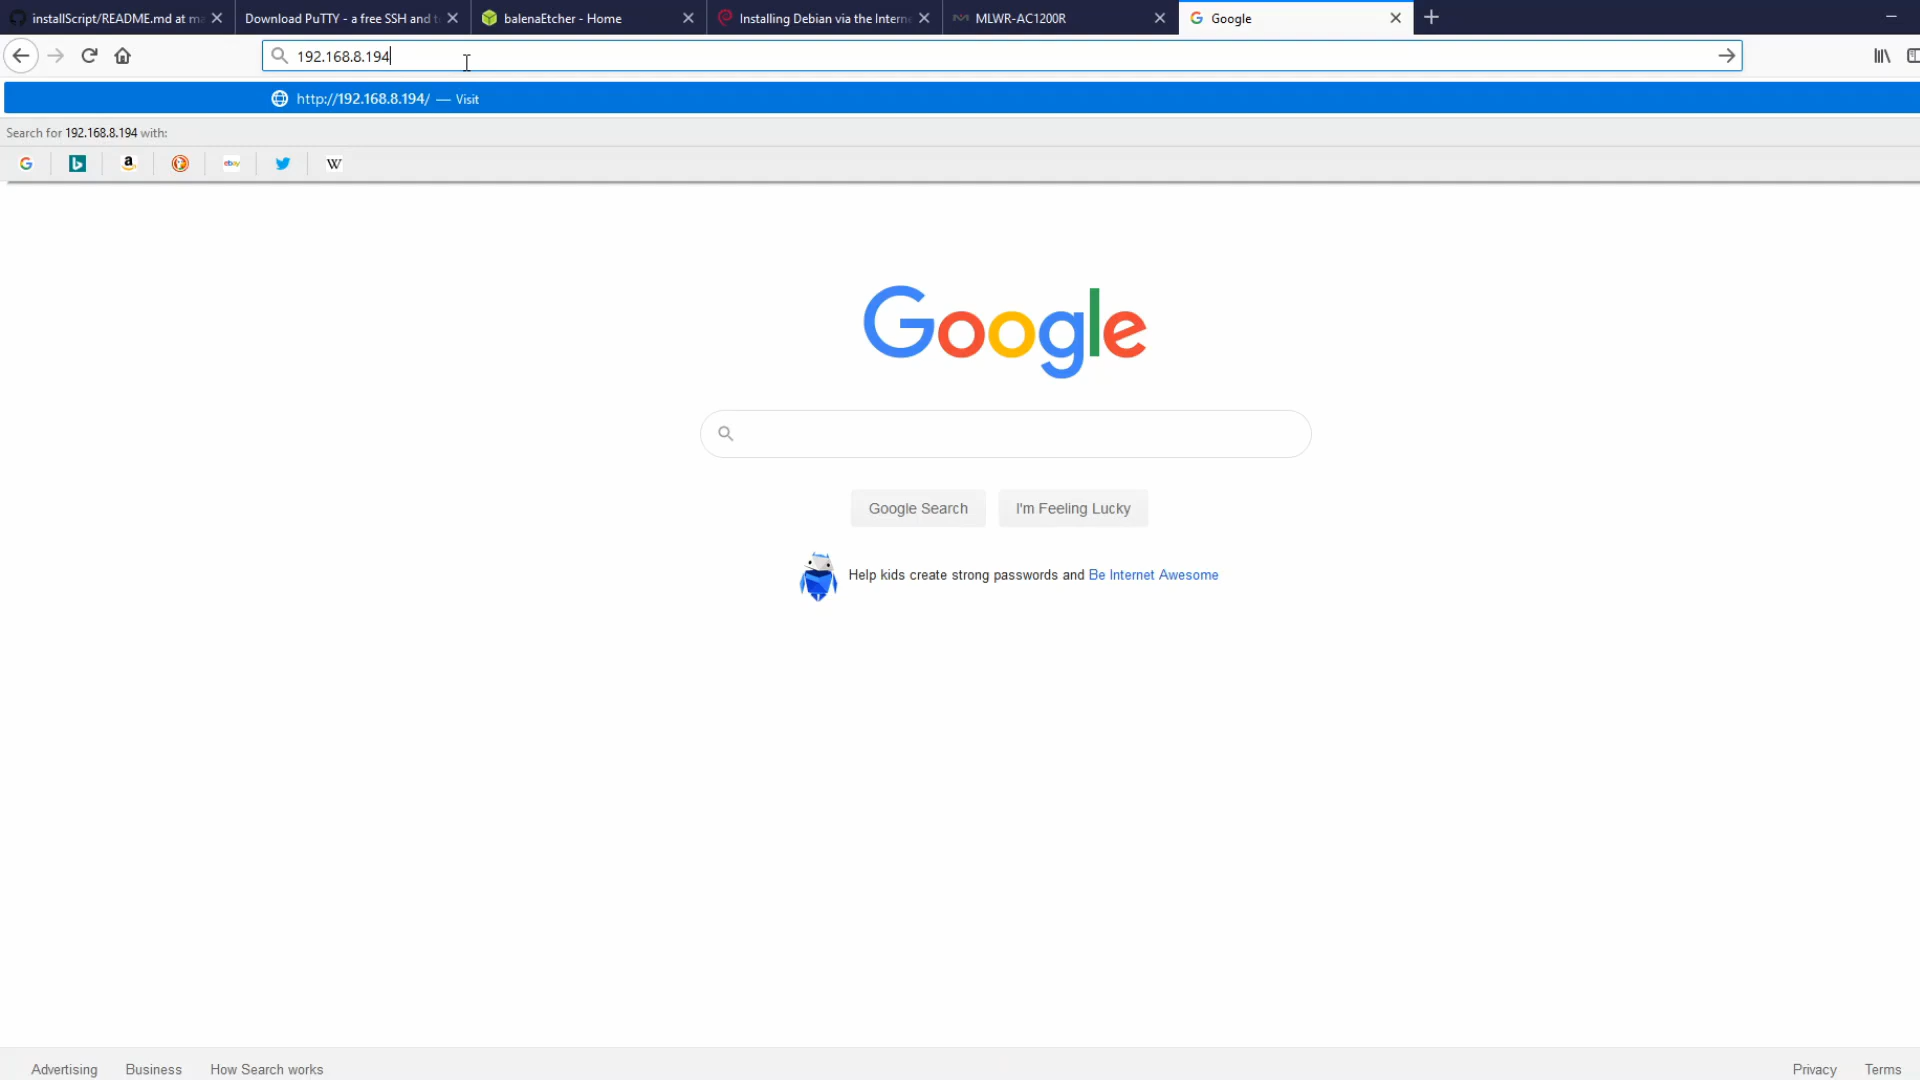 installScript/README.md at ma
Download PuTTY - a free SSH and t
balenaEtcher - Home
Installing Debian via the Intern
MLWR-AC1200R
Google
192.168.8.194
http://192.168.8.194/ — Visit
Search for 192.168.8.194 with:
ebay
W
Google
Google Search
I'm Feeling Lucky
Help kids create strong passwords and Be Internet Awesome
Advertising
Business
How Search works
Privacy
Terms